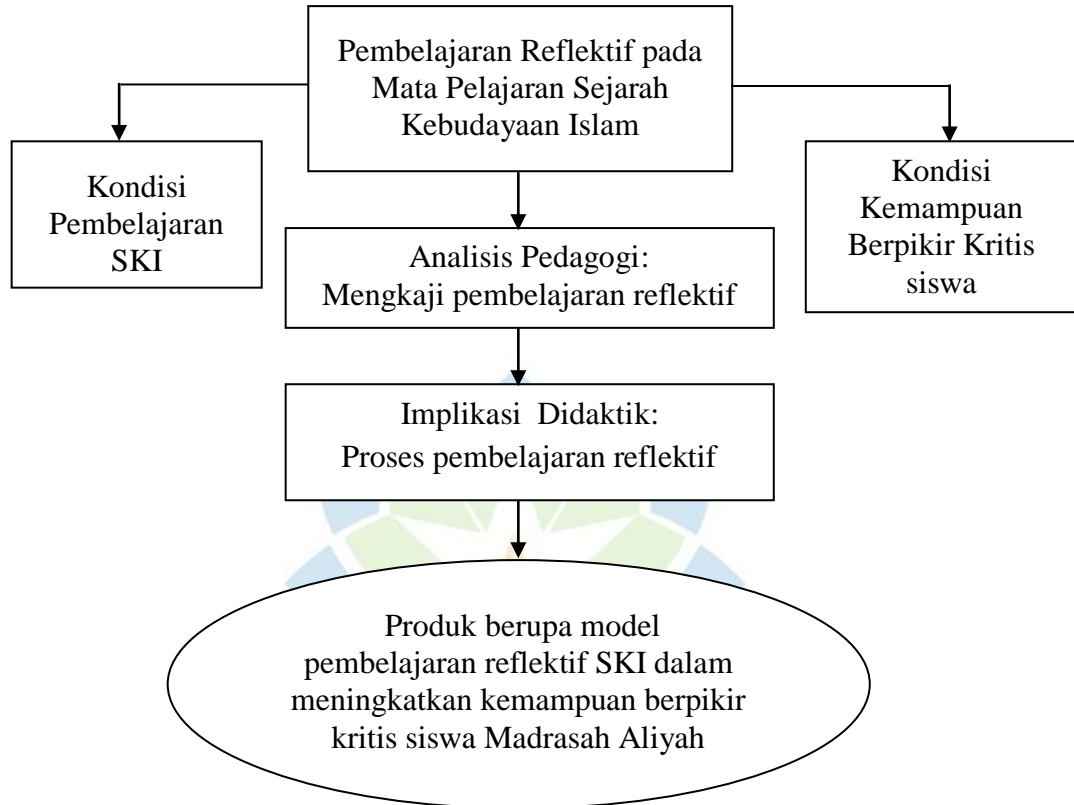 Pembelajaran Reflektif pada
Mata Pelajaran Sejarah
Kebudayaan Islam
Kondisi
Pembelajaran
SKI
Kondisi
Kemampuan
Berpikir Kritis
siswa
Analisis Pedagogi:
Mengkaji pembelajaran reflektif
Implikasi Didaktik:
Proses pembelajaran reflektif
Produk berupa model
pembelajaran reflektif SKI dalam
meningkatkan kemampuan berpikir
kritis siswa Madrasah Aliyah